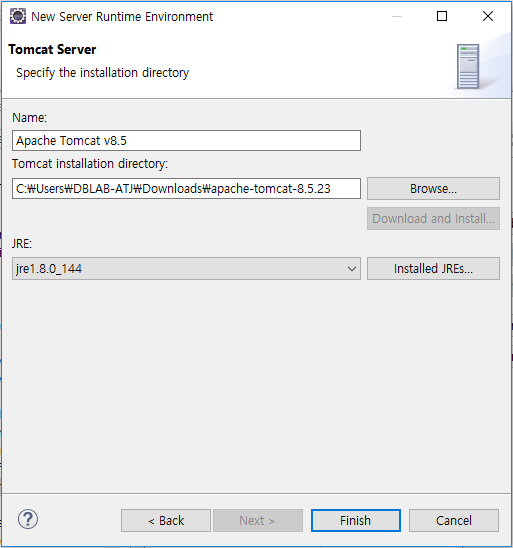 New Server Runtime Environment
Tomcat Server
Specify the installation directory
Name:
Apache Tomcat v8.5
Tomcat installation directory:
C:₩Users₩DBLAB-ATJ₩Downloads₩apache-tomcat-8.5.23
Browse...
Download and Install...
JRE:
jre1.8.0_144
Installed JREs...
?
< Back
Next >
Finish
Cancel